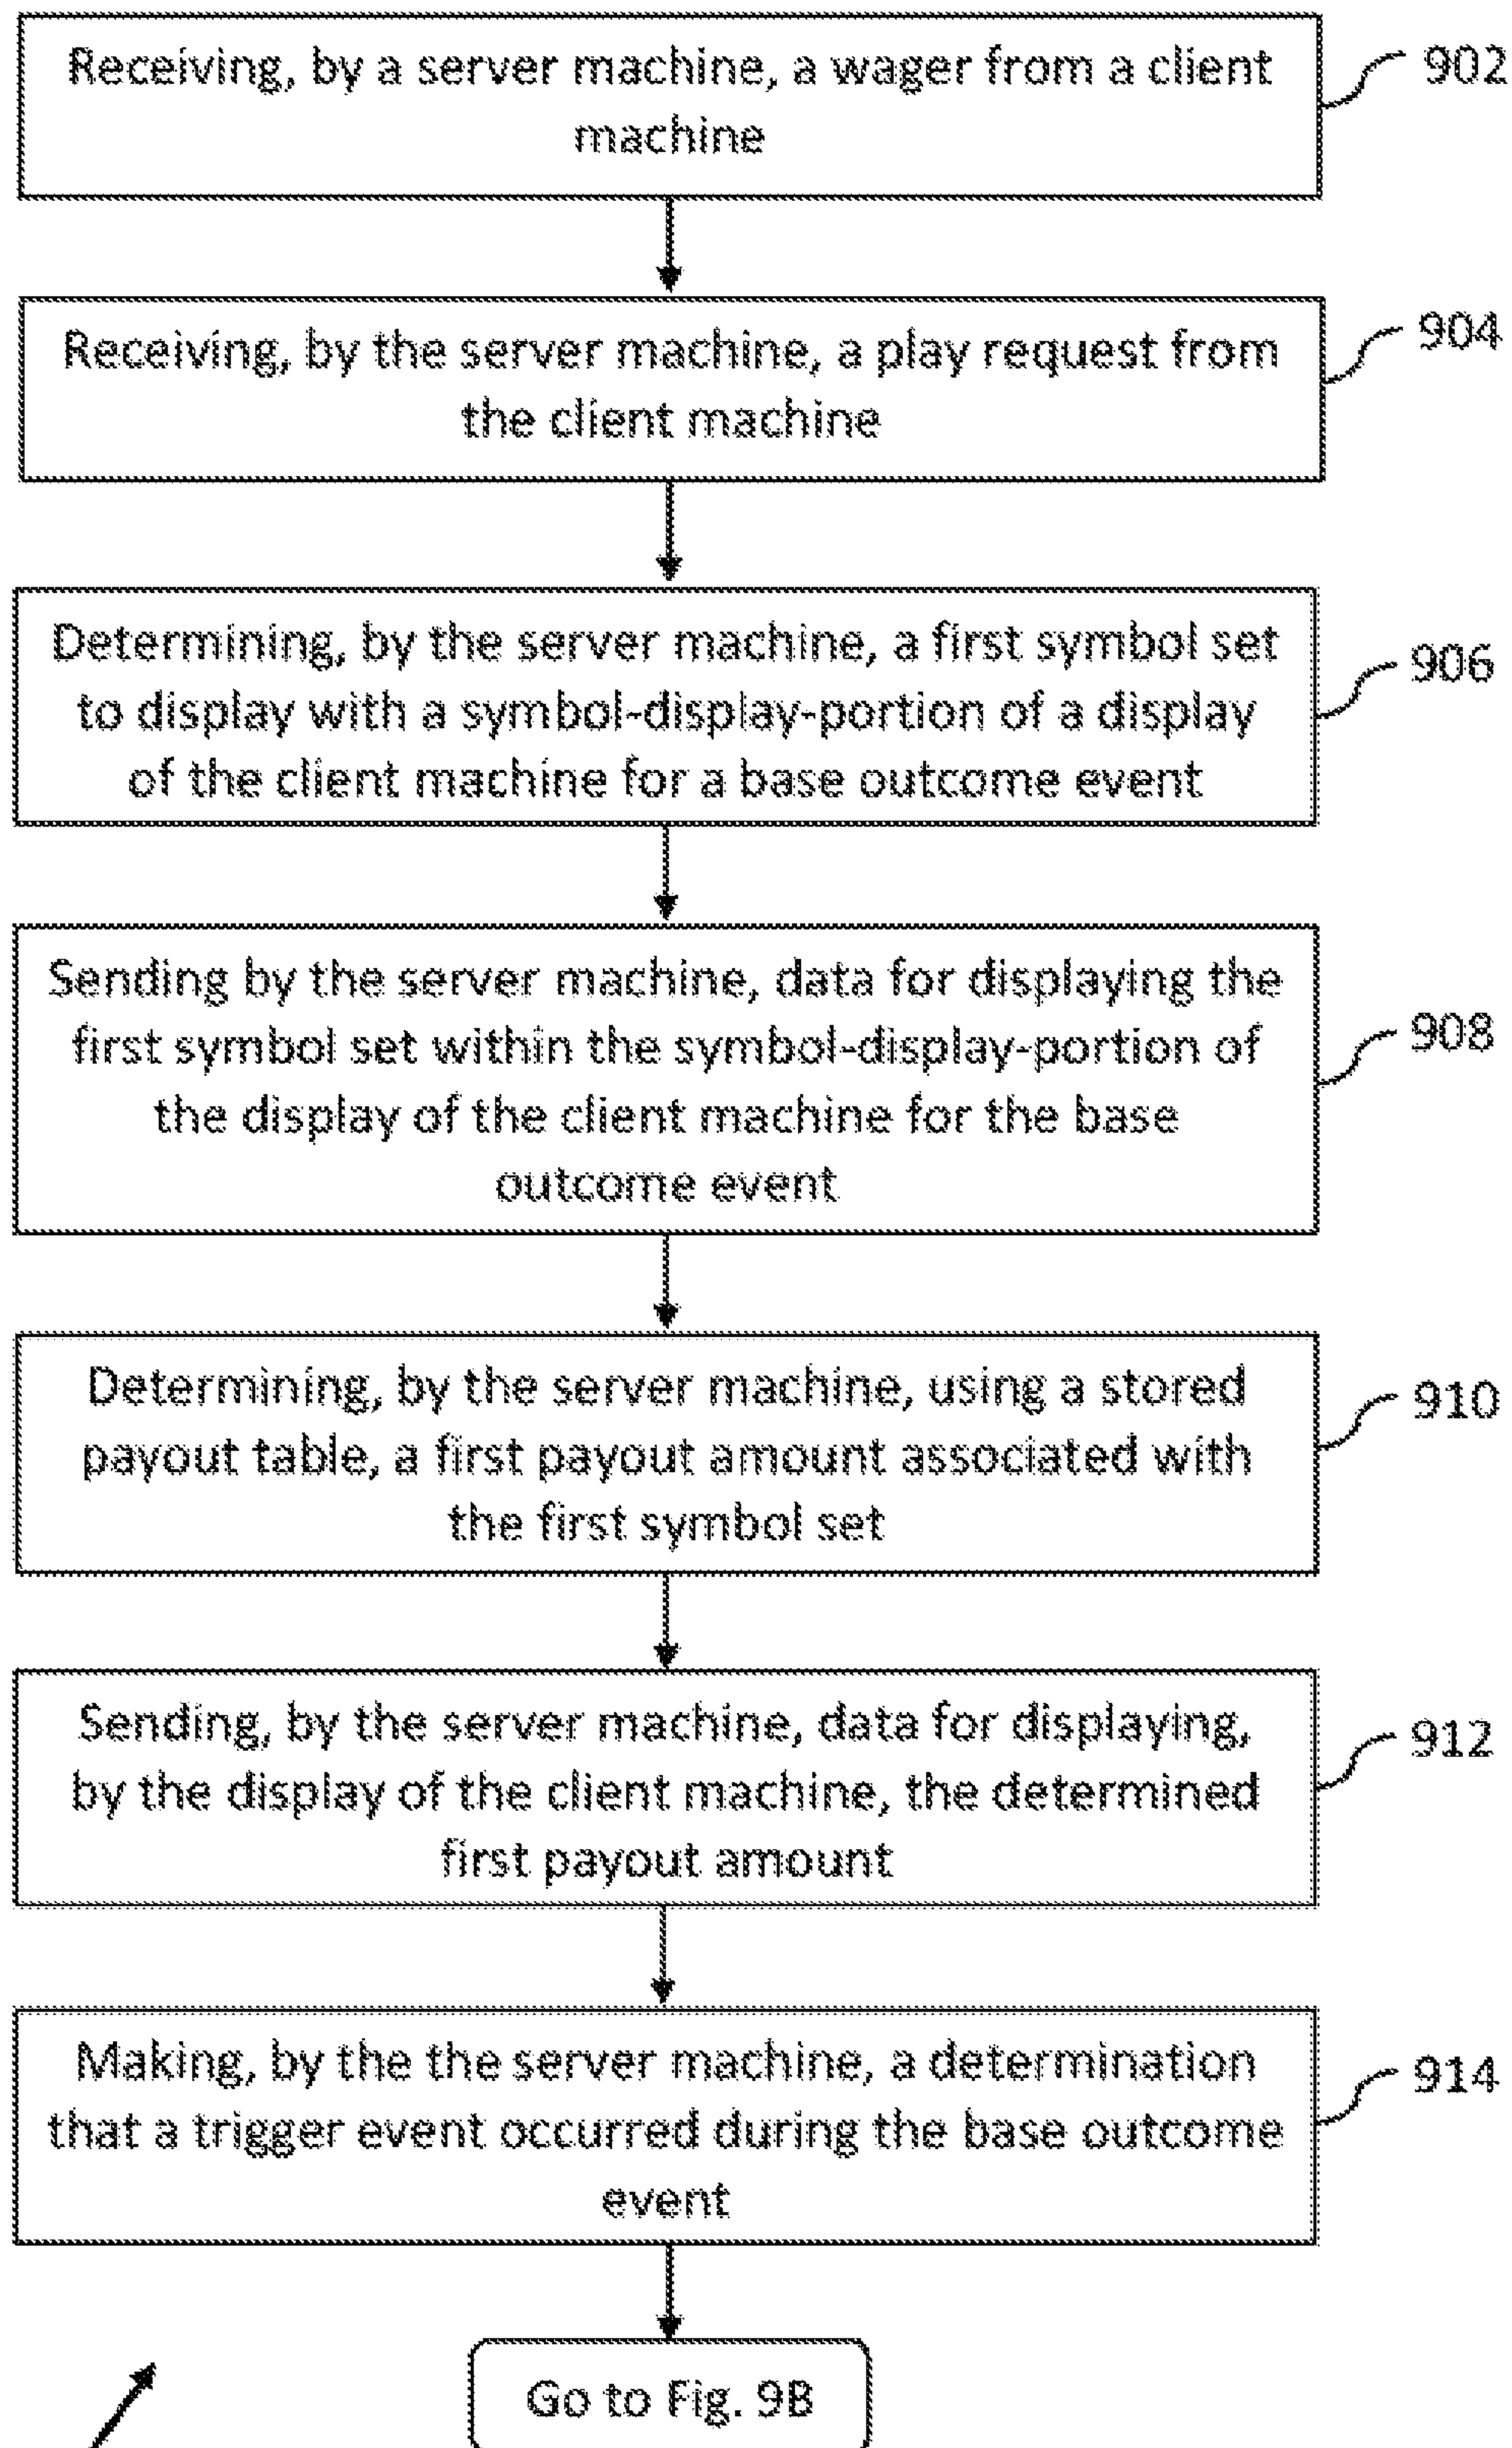 Receiving, by a server machine, a wager from a client
machine
902
Receiving, by the server machine, a play request from
the client machine
904
Determining, by the server machine, a first symbol set
to display with a symbol-display-portion of a display
of the client machine for a base outcome event
906
Sending by the server machine, data for displaying the
first symbol set within the symbol-display-portion of
the display of the client machine for the base
outcome event
908
Determining, by the server machine, using a stored
payout table, a first payout amount associated with
the first symbol set
910
Sending, by the server machine, data for displaying,
by the display of the client machine, the determined
first payout amount
912
Making, by the the server machine, a determination
that a trigger event occurred during the base outcome
event
914
Go to Fig. 9B